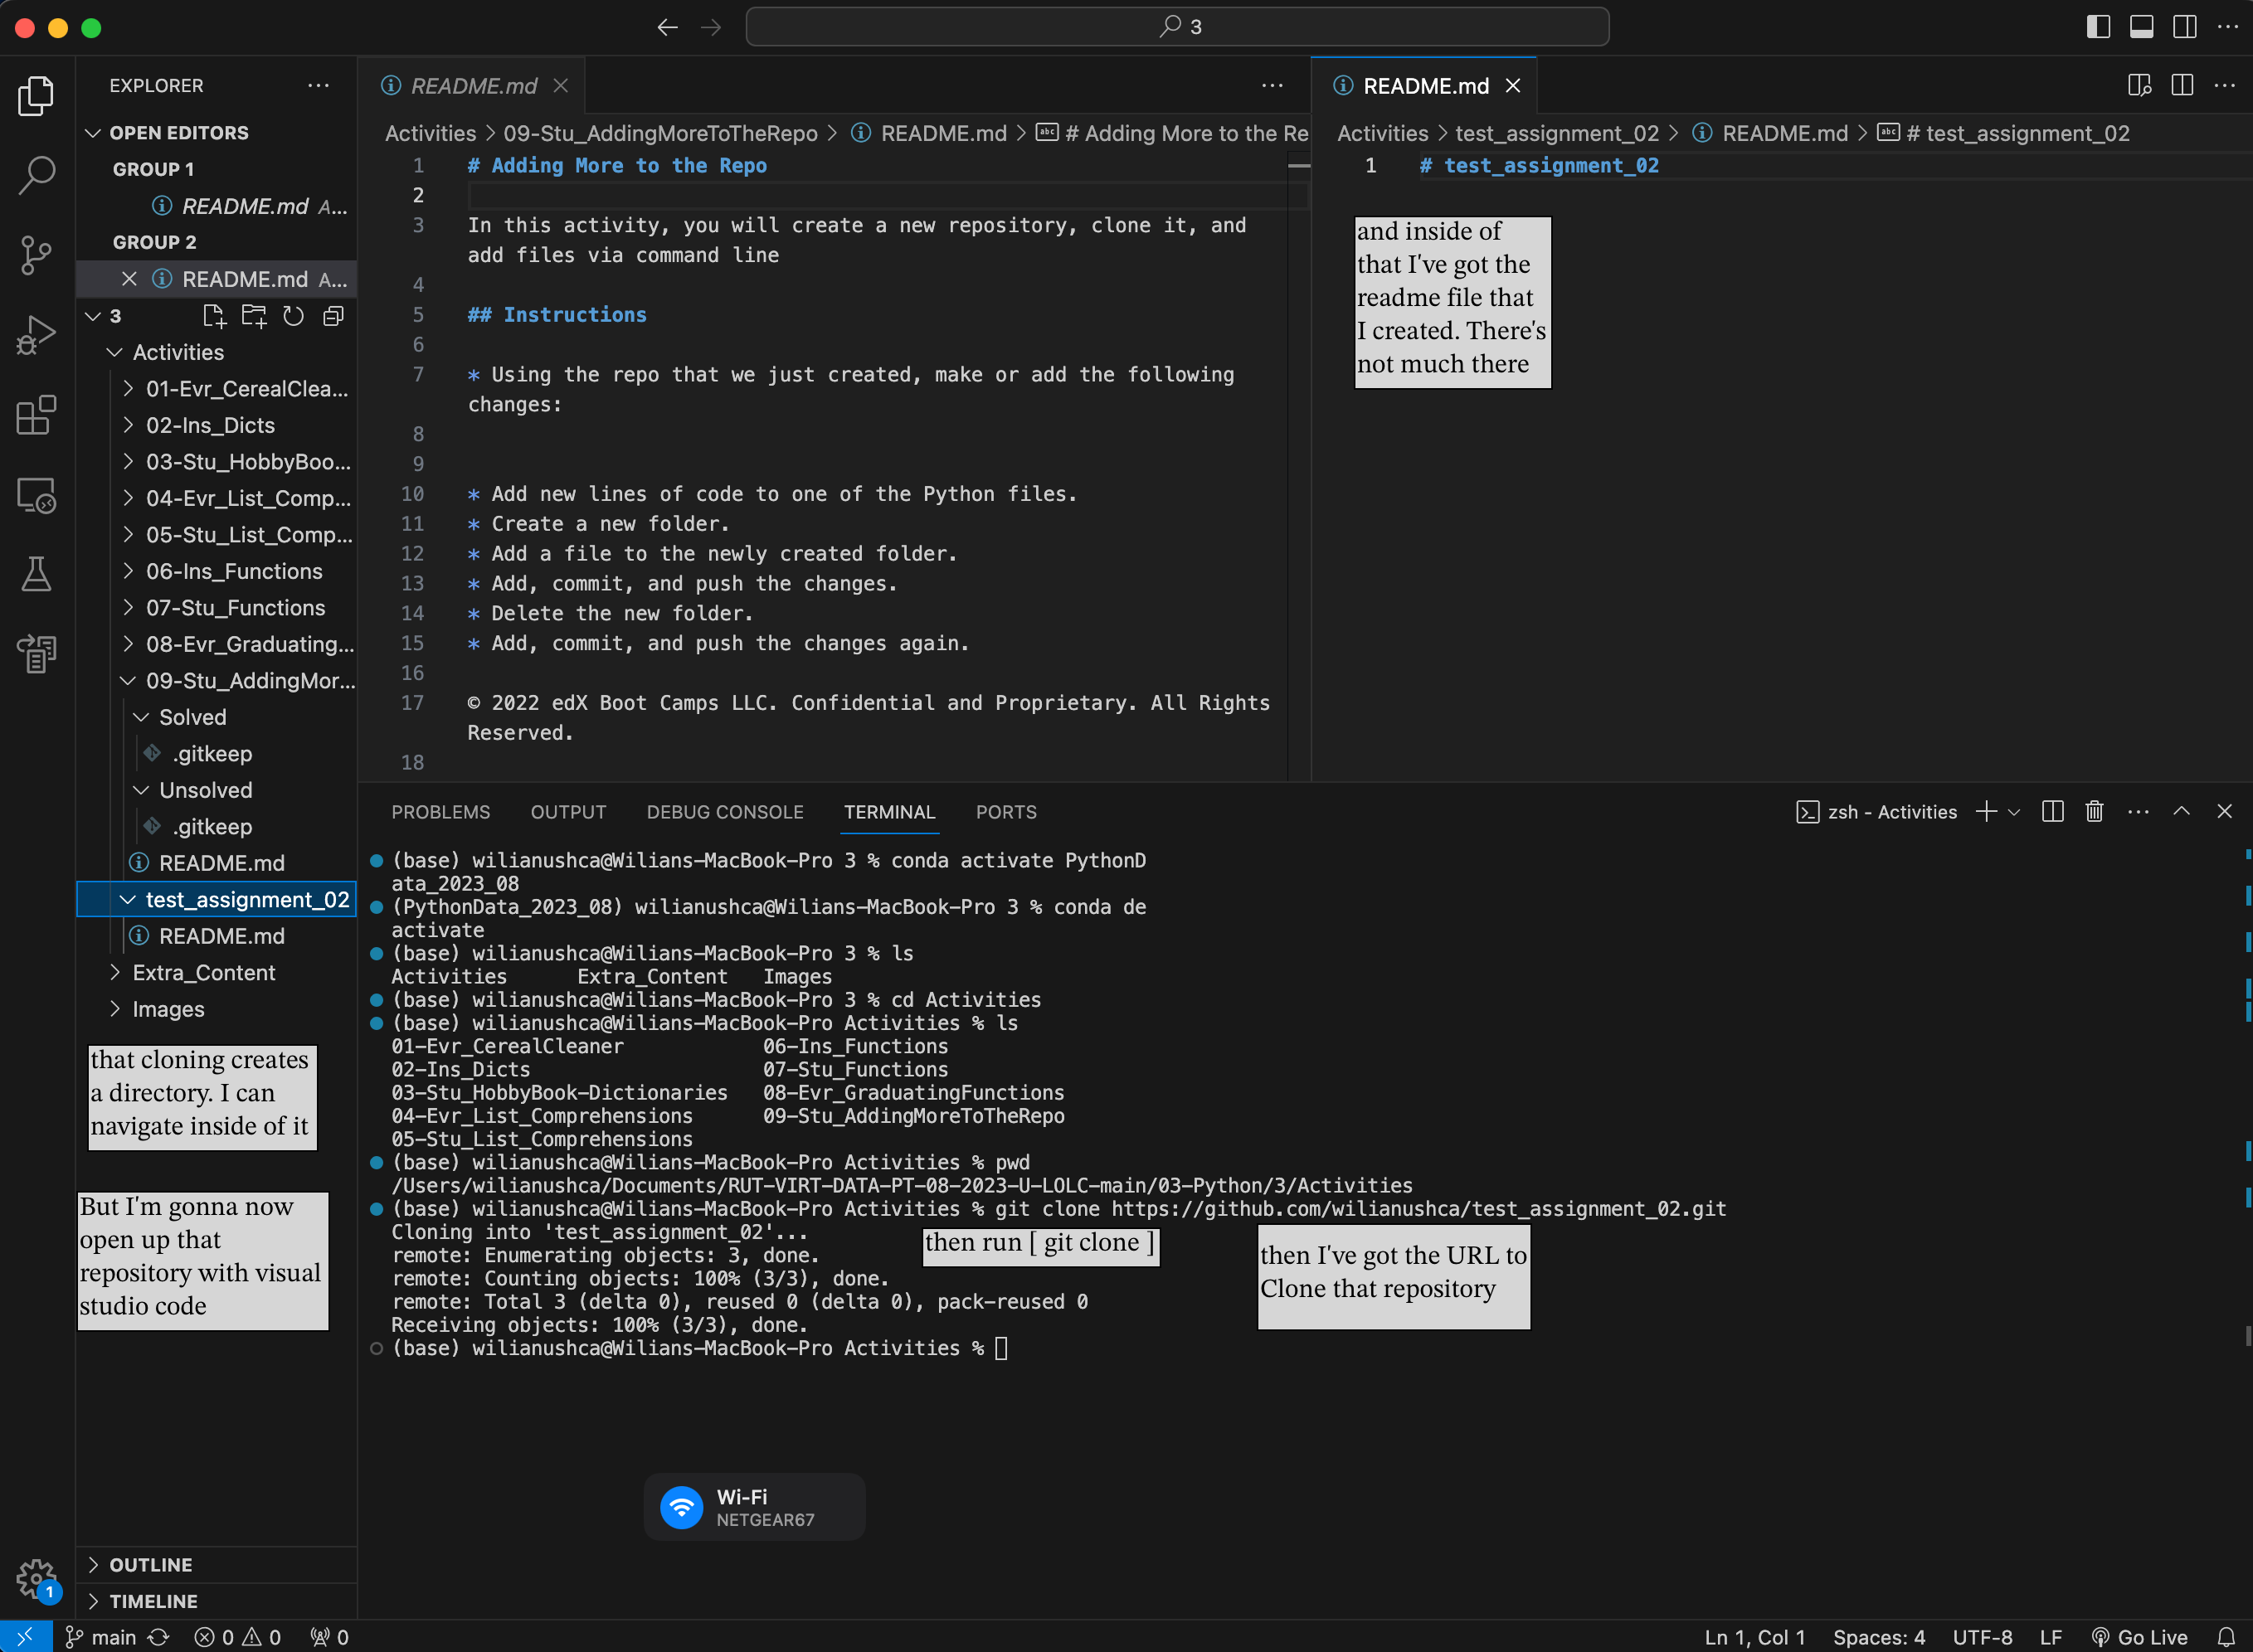 3
EXPLORER
OPEN EDITORS
GROUP 1
README.md A...
GROUP 2
README.md A...
3
Activities
01-Evr_CerealClea...
02-Ins_Dicts
03-Stu_HobbyBoo...
04-Evr_List_Comp...
05-Stu_List_Comp...
06-Ins_Functions
07-Stu_Functions
08-Evr_Graduating...
09-Stu_AddingMor...
Solved
.gitkeep
Unsolved
.gitkeep
README.md
test_assignment_02
README.md
Extra_Content
Images
that cloning creates
a directory. I can
navigate inside of it
But I'm gonna now
open up that
repository with visual
studio code
OUTLINE
TIMELINE
README.md
Activities > 09-Stu_AddingMoreToTheRepo > README.md > # Adding More to the Re
1 # Adding More to the Repo
2
3 In this activity, you will create a new repository, clone it, and
add files via command line
4
5 ## Instructions
6
7 * Using the repo that we just created, make or add the following
changes:
8
9
10 * Add new lines of code to one of the Python files.
11 * Create a new folder.
12 * Add a file to the newly created folder.
13 * Add, commit, and push the changes.
14 * Delete the new folder.
15 * Add, commit, and push the changes again.
16
17 © 2022 edX Boot Camps LLC. Confidential and Proprietary. All Rights
Reserved.
18
README.md
Activities > test_assignment_02 > README.md > # test_assignment_02
1 # test_assignment_02
and inside of
that I've got the
readme file that
I created. There's
not much there
PROBLEMS OUTPUT DEBUG CONSOLE TERMINAL PORTS
zsh - Activities
(base) wilianushca@Wilians-MacBook-Pro 3 % conda activate PythonD
ata_2023_08
(PythonData_2023_08) wilianushca@Wilians-MacBook-Pro 3 % conda de
activate
(base) wilianushca@Wilians-MacBook-Pro 3 % ls
Activities Extra_Content Images
(base) wilianushca@Wilians-MacBook-Pro 3 % cd Activities
(base) wilianushca@Wilians-MacBook-Pro Activities % ls
01-Evr_CerealCleaner 06-Ins_Functions
02-Ins_Dicts 07-Stu_Functions
03-Stu_HobbyBook-Dictionaries 08-Evr_GraduatingFunctions
04-Evr_List_Comprehensions 09-Stu_AddingMoreToTheRepo
05-Stu_List_Comprehensions
(base) wilianushca@Wilians-MacBook-Pro Activities % pwd
/Users/wilianushca/Documents/RUT-VIRT-DATA-PT-08-2023-U-LOLC-main/03-Python/3/Activities
(base) wilianushca@Wilians-MacBook-Pro Activities % git clone https://github.com/wilianushca/test_assignment_02.git
Cloning into 'test_assignment_02'...
remote: Enumerating objects: 3, done.
remote: Counting objects: 100% (3/3), done.
remote: Total 3 (delta 0), reused 0 (delta 0), pack-reused 0
Receiving objects: 100% (3/3), done.
(base) wilianushca@Wilians-MacBook-Pro Activities %
then run [ git clone ]
then I've got the URL to
Clone that repository
Wi-Fi
NETGEAR67
1
main 0 0 0
Ln 1, Col 1 Spaces: 4 UTF-8 LF Go Live